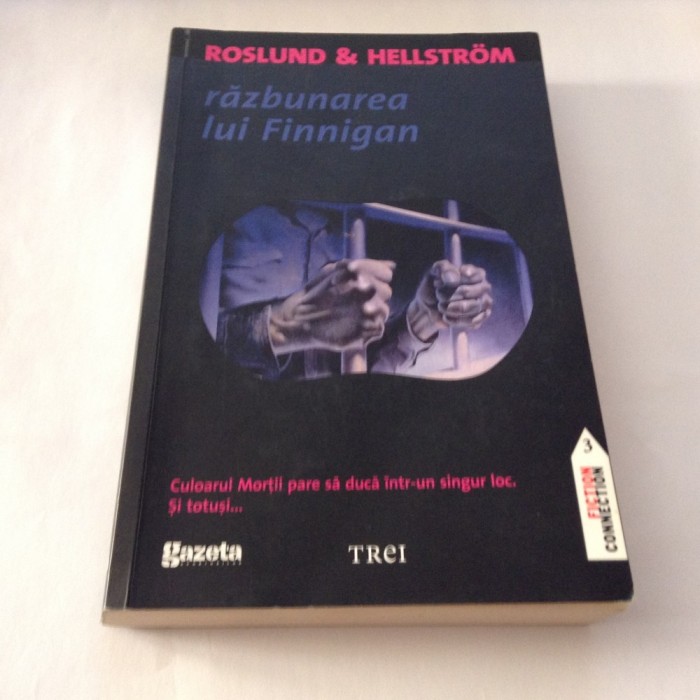 ROSLUND & HELLSTRÖM
răzbunarea
lui Finnigan
Culoarul Morții pare să ducă într-un singur loc.
Și totuși...
gazeta
SPORTURILOR
TREI
3
FICTION
CONNECTION